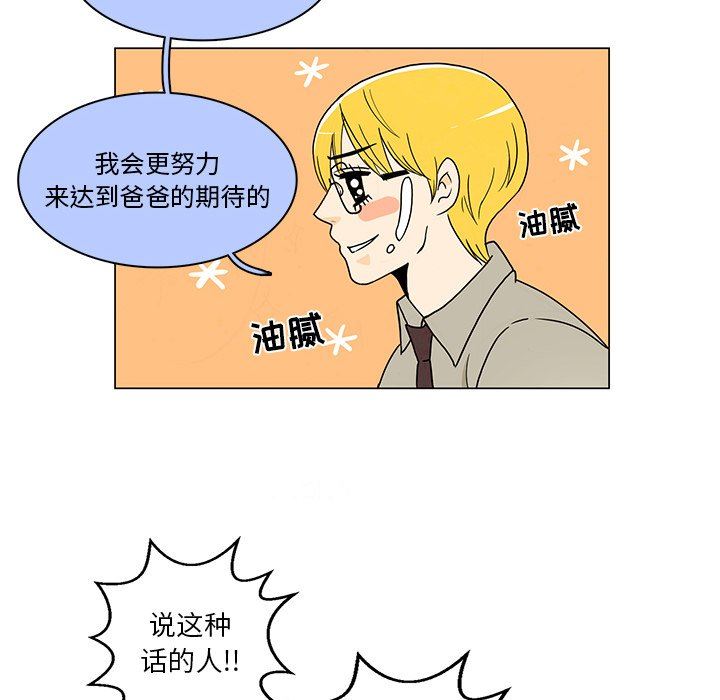 我会更努力
来达到爸爸的期待的
油腻
油腻
说这种
话的人!!